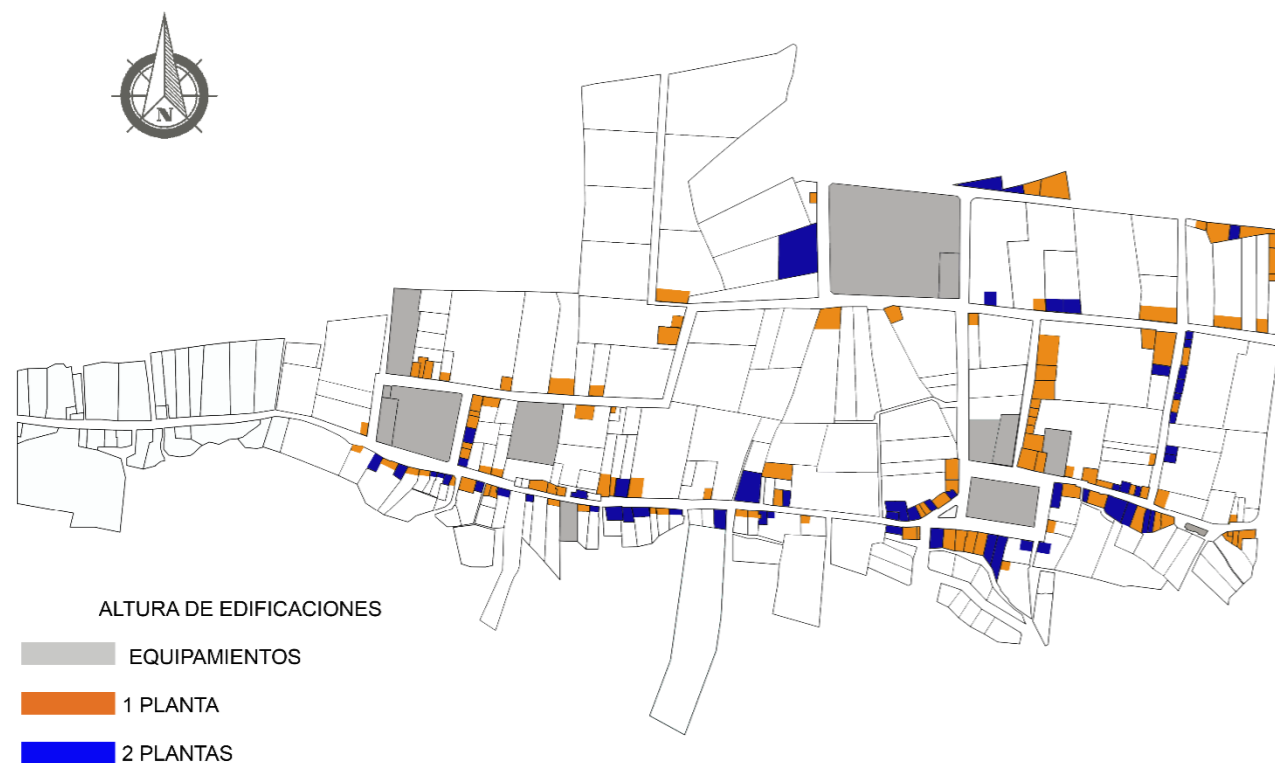 N
ALTURA DE EDIFICACIONES
EQUIPAMIENTOS
1 PLANTA
2 PLANTAS